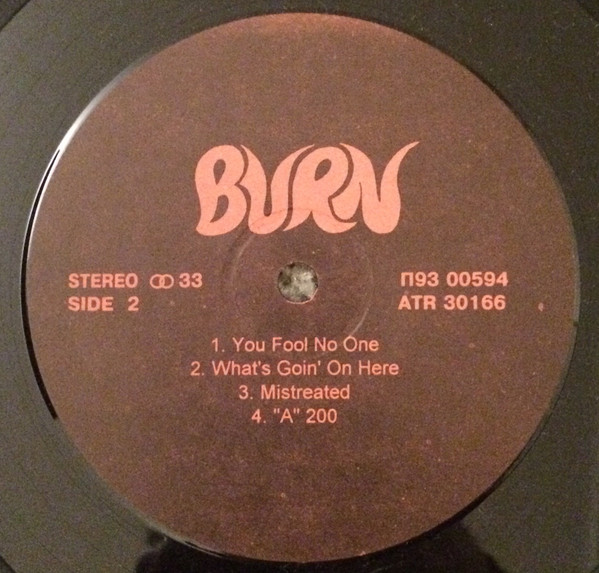 BURN
STEREO ꝏ 33
SIDE 2
П93 00594
ATR 30166
1. You Fool No One
2. What's Goin' On Here
3. Mistreated
4. "A" 200